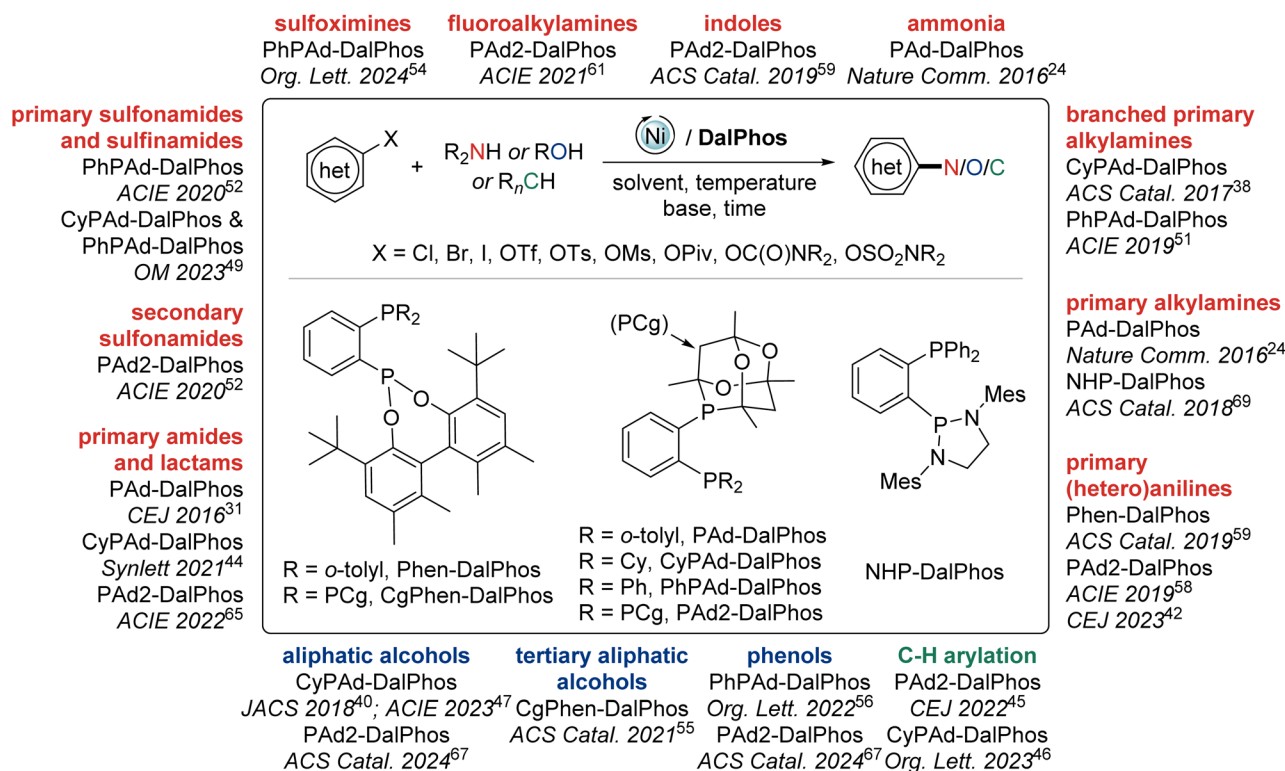 sulfoximines
PhPAd-DalPhos
Org. Lett. 2024⁵⁴
fluoroalkylamines
PAd2-DalPhos
ACIE 2021⁶¹
indoles
PAd2-DalPhos
ACS Catal. 2019⁵⁹
ammonia
PAd-DalPhos
Nature Comm. 2016²⁴
primary sulfonamides
and sulfinamides
PhPAd-DalPhos
ACIE 2020⁵²
CyPAd-DalPhos &
PhPAd-DalPhos
OM 2023⁴⁹
secondary
sulfonamides
PAd2-DalPhos
ACIE 2020⁵²
primary amides
and lactams
PAd-DalPhos
CEJ 2016³¹
CyPAd-DalPhos
Synlett 2021⁴⁴
PAd2-DalPhos
ACIE 2022⁶⁵
het
X
+
R₂NH or ROH
or RₙCH
Ni / DalPhos
solvent, temperature
base, time
het
N/O/C
X = Cl, Br, I, OTf, OTs, OMs, OPiv, OC(O)NR₂, OSO₂NR₂
PR₂
P
O
O
R = o-tolyl, Phen-DalPhos
R = PCg, CgPhen-DalPhos
(PCg)
O
O
O
P
PR₂
R = o-tolyl, PAd-DalPhos
R = Cy, CyPAd-DalPhos
R = Ph, PhPAd-DalPhos
R = PCg, PAd2-DalPhos
PPh₂
Mes
P
N
N
Mes
NHP-DalPhos
branched primary
alkylamines
CyPAd-DalPhos
ACS Catal. 2017³⁸
PhPAd-DalPhos
ACIE 2019⁵¹
primary alkylamines
PAd-DalPhos
Nature Comm. 2016²⁴
NHP-DalPhos
ACS Catal. 2018⁶⁹
primary
(hetero)anilines
Phen-DalPhos
ACS Catal. 2019⁵⁹
PAd2-DalPhos
ACIE 2019⁵⁸
CEJ 2023⁴²
aliphatic alcohols
CyPAd-DalPhos
JACS 2018⁴⁰; ACIE 2023⁴⁷
PAd2-DalPhos
ACS Catal. 2024⁶⁷
tertiary aliphatic
alcohols
CgPhen-DalPhos
ACS Catal. 2021⁵⁵
phenols
PhPAd-DalPhos
Org. Lett. 2022⁵⁶
PAd2-DalPhos
ACS Catal. 2024⁶⁷
C-H arylation
PAd2-DalPhos
CEJ 2022⁴⁵
CyPAd-DalPhos
Org. Lett. 2023⁴⁶